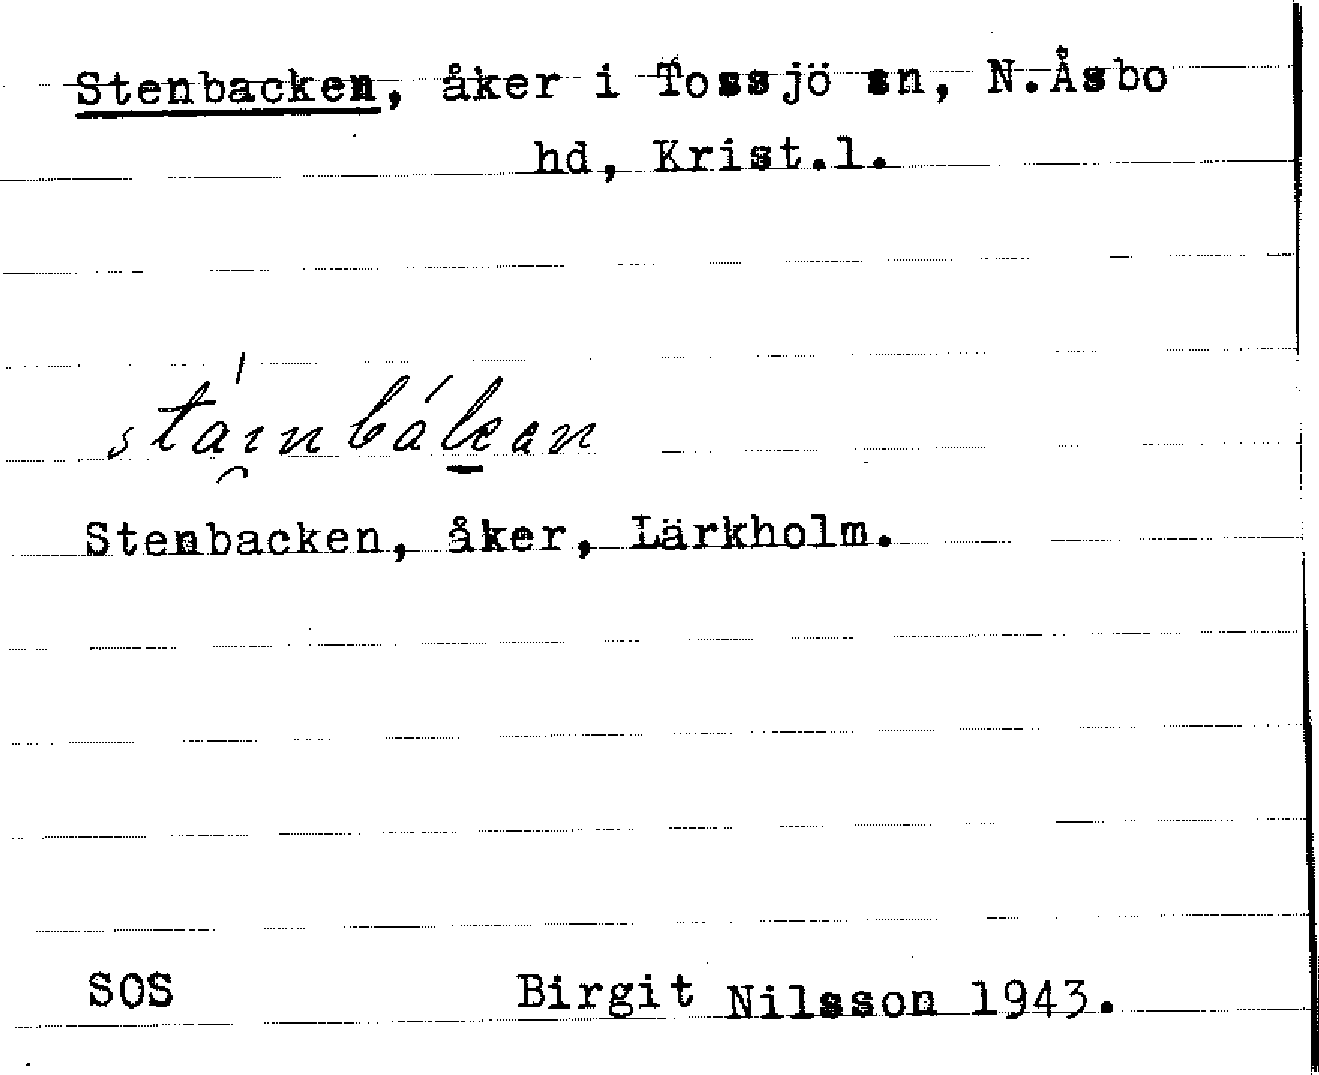 Stenbacken, åker i Tossjö sn, N.Åsbo
hd, Krist.l.
stáinbákan
Stenbacken, åker, Lärkholm.
SOS Birgit Nilsson 1943.